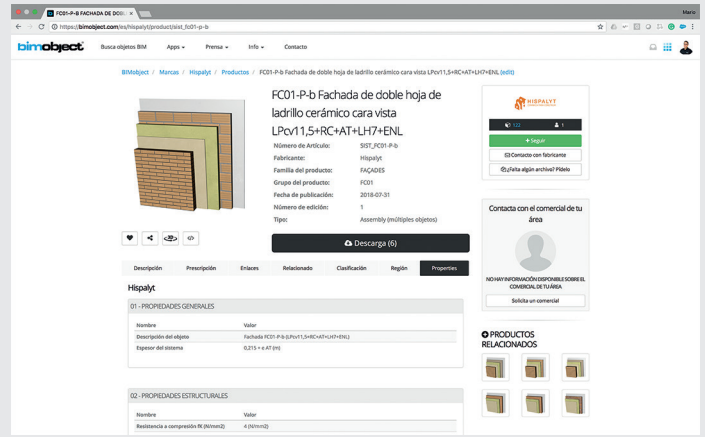 FC01-P-B FACHADA DE DOBL
Mario
https://bimobject.com/es/hispalyt/product/sist_fc01-p-b
bimobject
Busca objetos BIM
Apps
Prensa
Info
Contacto
BIMobject / Marcas / Hispalyt / Productos / FC01-P-b Fachada de doble hoja de ladrillo cerámico cara vista LPcv11,5+RC+AT+LH7+ENL (edit)
FC01-P-b Fachada de doble hoja de
ladrillo cerámico cara vista
LPcv11,5+RC+AT+LH7+ENL
Número de Artículo: SIST_FC01-P-b
Fabricante: Hispalyt
Familia del producto: FAÇADES
Grupo del producto: FC01
Fecha de publicación: 2018-07-31
Número de edición: 1
Tipo: Assembly (múltiples objetos)
3D
Descarga (6)
HISPALYT
122
1
+ Seguir
Contacto con fabricante
¿Falta algún archivo? Pídelo
Contacta con el comercial de tu
área
NO HAY INFORMACIÓN DISPONIBLE SOBRE EL
COMERCIAL DE TU ÁREA
Solicita un comercial
PRODUCTOS
RELACIONADOS
Descripción
Prescripción
Enlaces
Relacionado
Clasificación
Región
Properties
Hispalyt
01 - PROPIEDADES GENERALES
Nombre Valor
Descripción del objeto Fachada FC01-P-b (LPcv11,5+RC+AT+LH7+ENL)
Espesor del sistema 0,215 + e AT (m)
02 - PROPIEDADES ESTRUCTURALES
Nombre Valor
Resistencia a compresión fK (N/mm2) 4 (N/mm2)